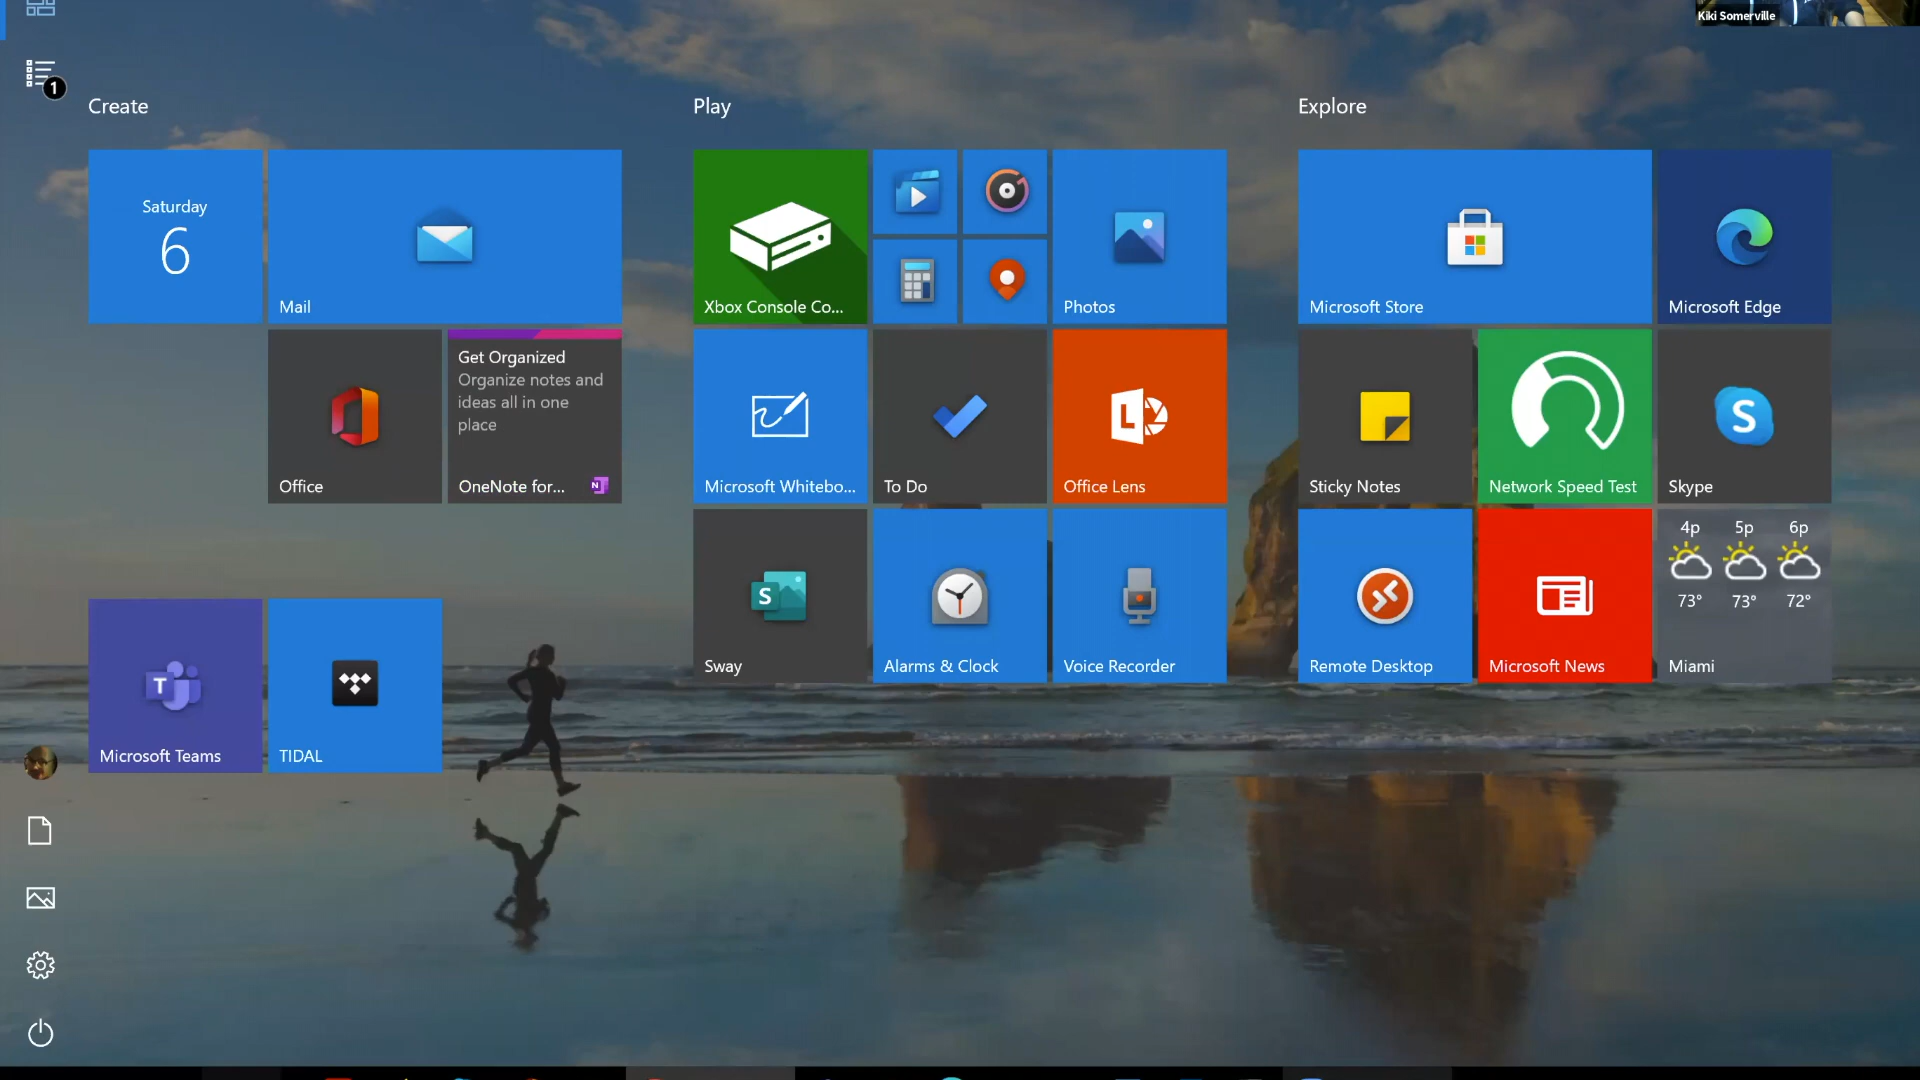 Kiki Somerville
1
Create
Play
Explore
Saturday
6
Mail
Xbox Console Co...
Photos
Microsoft Store
Microsoft Edge
Get Organized
Organize notes and
ideas all in one
place
Office
OneNote for...
N
Microsoft Whitebo...
To Do
L
Office Lens
Sticky Notes
Network Speed Test
S
Skype
S
Sway
Alarms & Clock
Voice Recorder
Remote Desktop
Microsoft News
4p 5p 6p
73° 73° 72°
Miami
T
Microsoft Teams
TIDAL